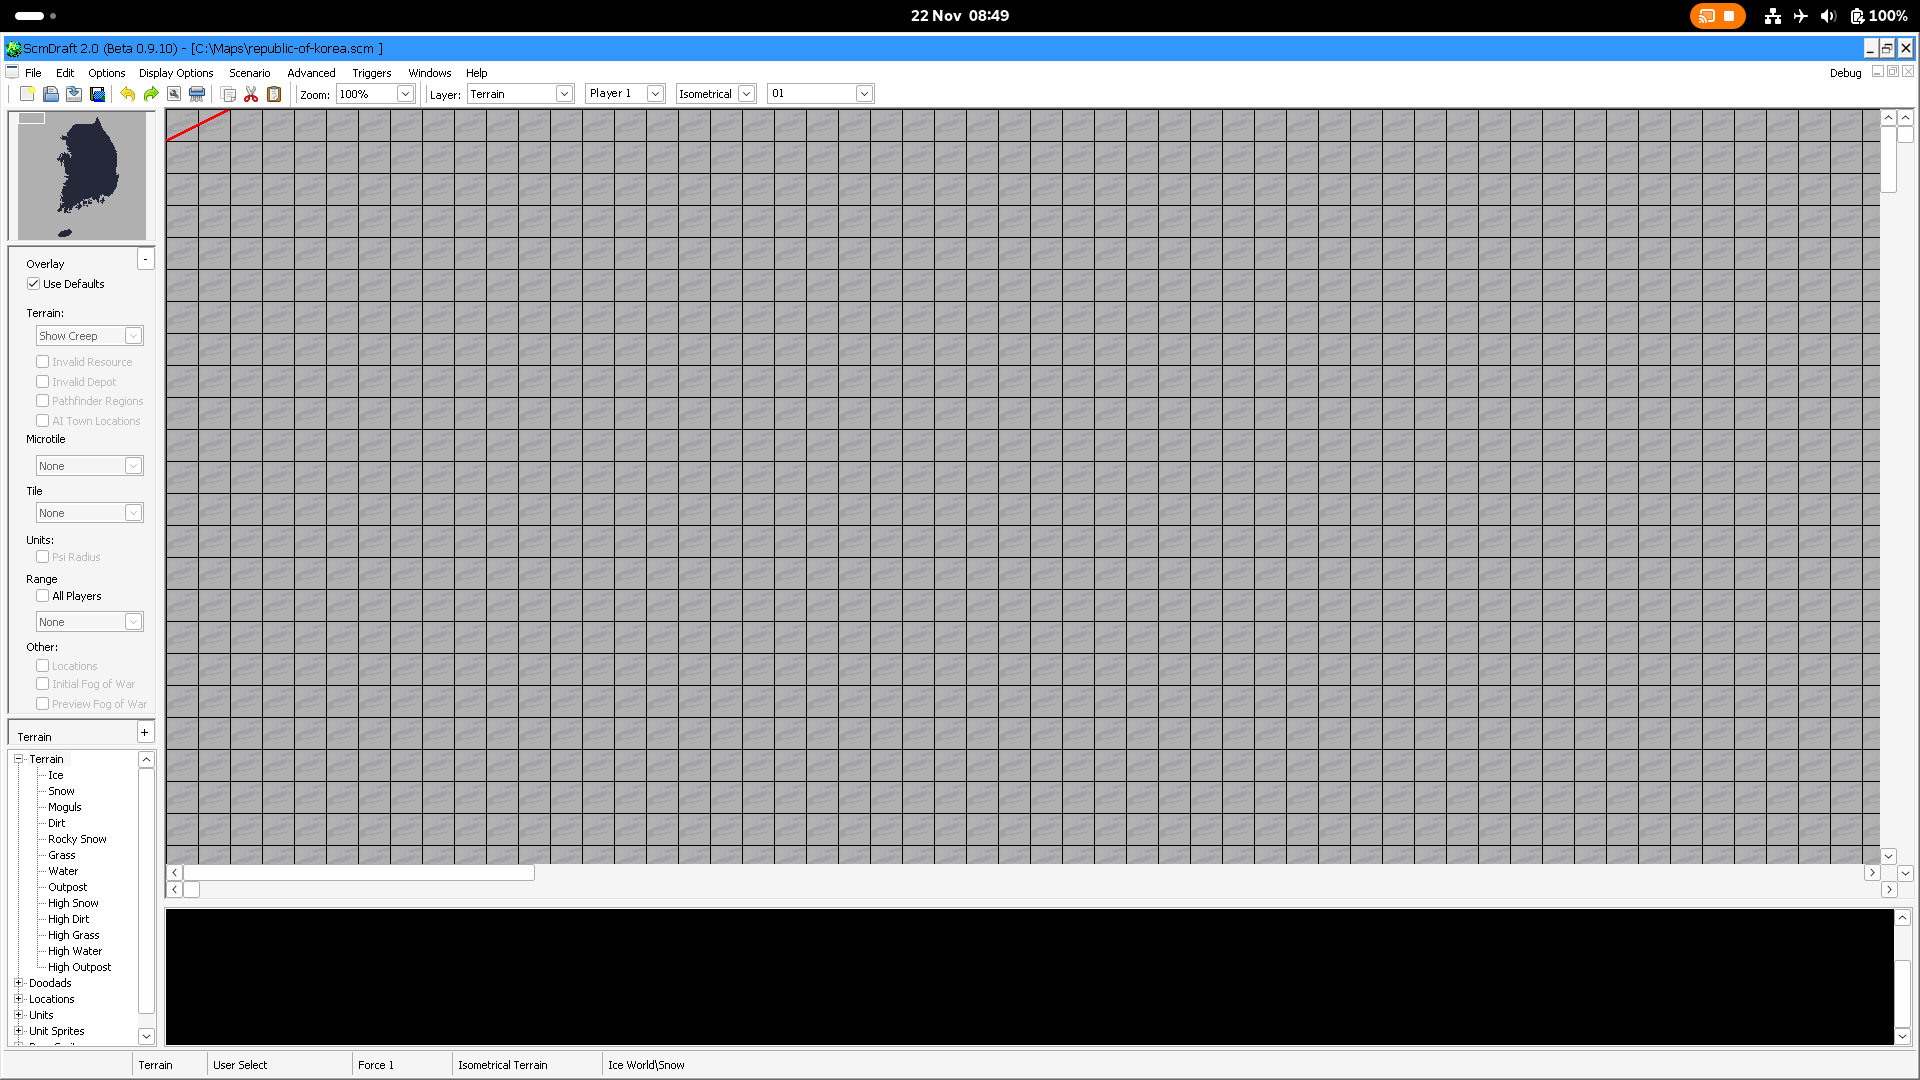 22 Nov 08:49
100%
ScmDraft 2.0 (Beta 0.9.10) - [C:\Maps\republic-of-korea.scm ]
File Edit Options Display Options Scenario Advanced Triggers Windows Help Debug
Zoom: 100% Layer: Terrain Player 1 Isometrical 01
-
Overlay
Use Defaults
Terrain:
Show Creep
Invalid Resource
Invalid Depot
Pathfinder Regions
AI Town Locations
Microtile
None
Tile
None
Units:
Psi Radius
Range
All Players
None
Other:
Locations
Initial Fog of War
Preview Fog of War
Terrain +
Terrain
Ice
Snow
Moguls
Dirt
Rocky Snow
Grass
Water
Outpost
High Snow
High Dirt
High Grass
High Water
High Outpost
Doodads
Locations
Units
Unit Sprites
Terrain User Select Force 1 Isometrical Terrain Ice World\Snow